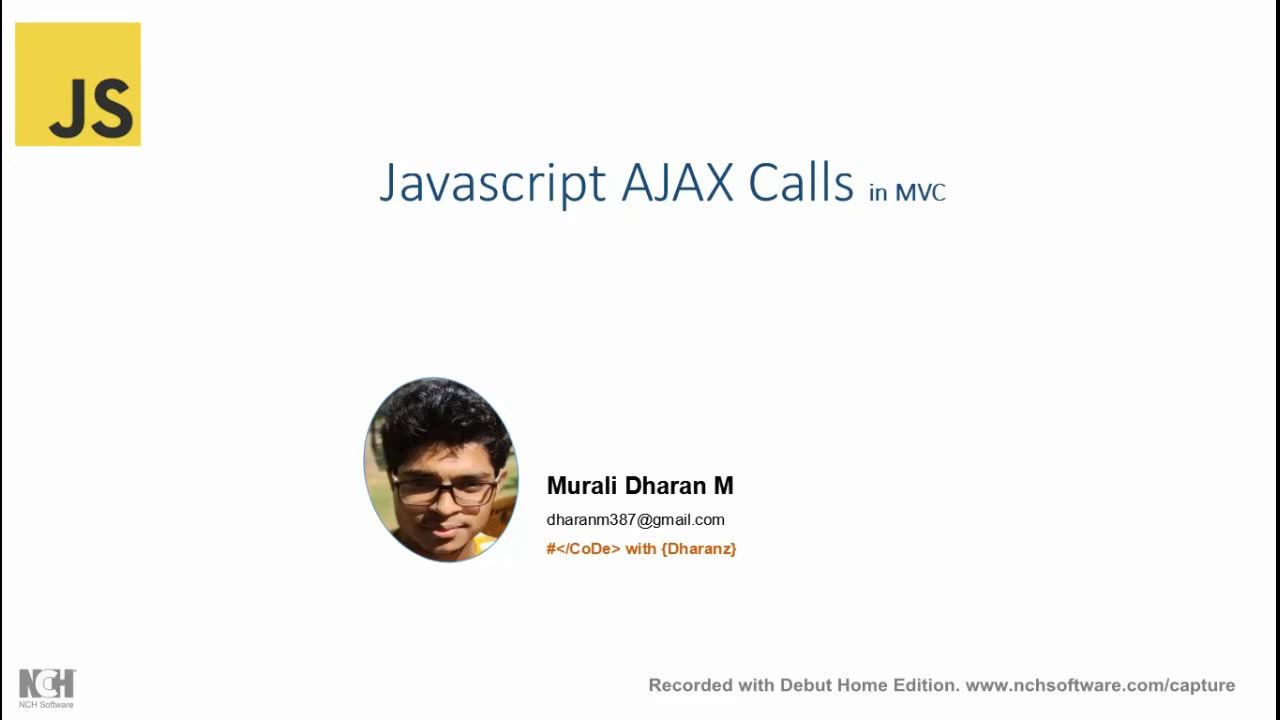 JS
Javascript AJAX Calls in MVC
Murali Dharan M
dharanm387@gmail.com
#</CoDe> with {Dharanz}
NCH
NCH Software
Recorded with Debut Home Edition. www.nchsoftware.com/capture